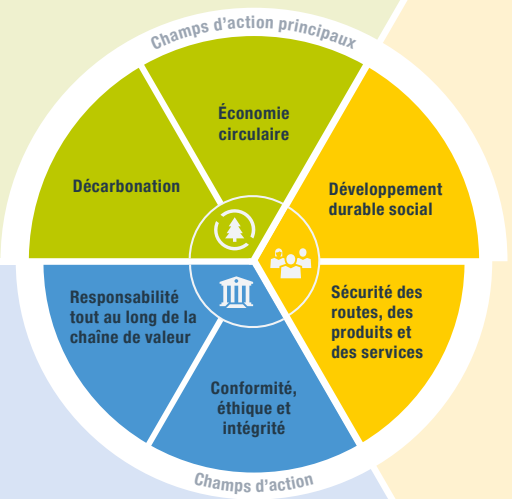 Champs d'action principaux
Économie
circulaire
Décarbonation
Développement
durable social
Responsabilité
tout au long de la
chaîne de valeur
Sécurité des
routes, des
produits et
des services
Conformité,
éthique et
intégrité
Champs d'action